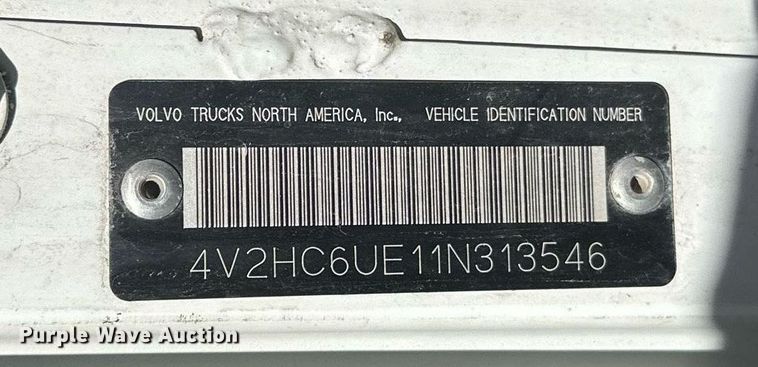 VOLVO TRUCKS NORTH AMERICA, Inc., VEHICLE IDENTIFICATION NUMBER
4V2HC6UE11N313546
Purple Wave Auction